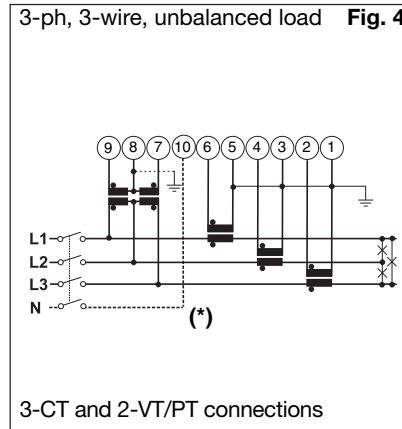 3-ph, 3-wire, unbalanced load Fig. 4
9 8 7 10 6 5 4 3 2 1
L1
L2
L3
N
(*)
3-CT and 2-VT/PT connections